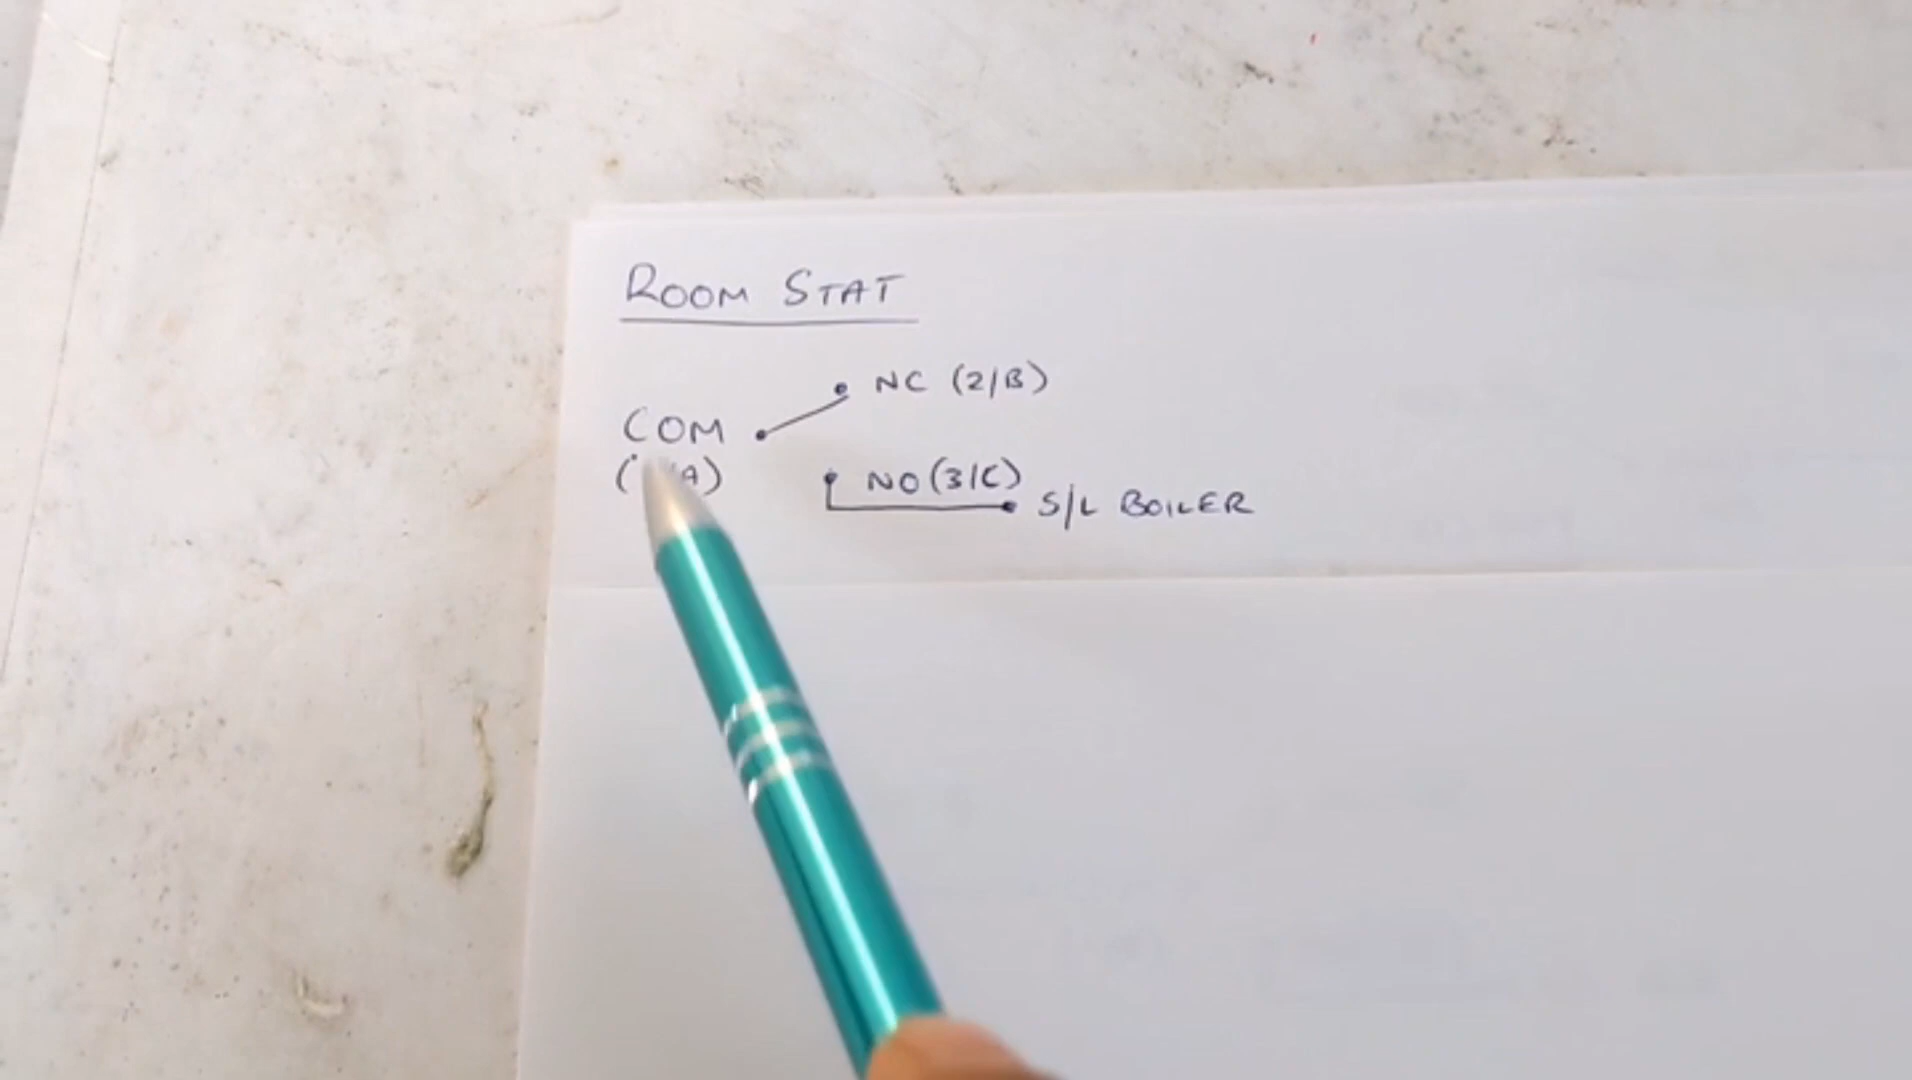 ROOM STAT
NC (2/B)
COM
NO (3/C)
S/L BOILER